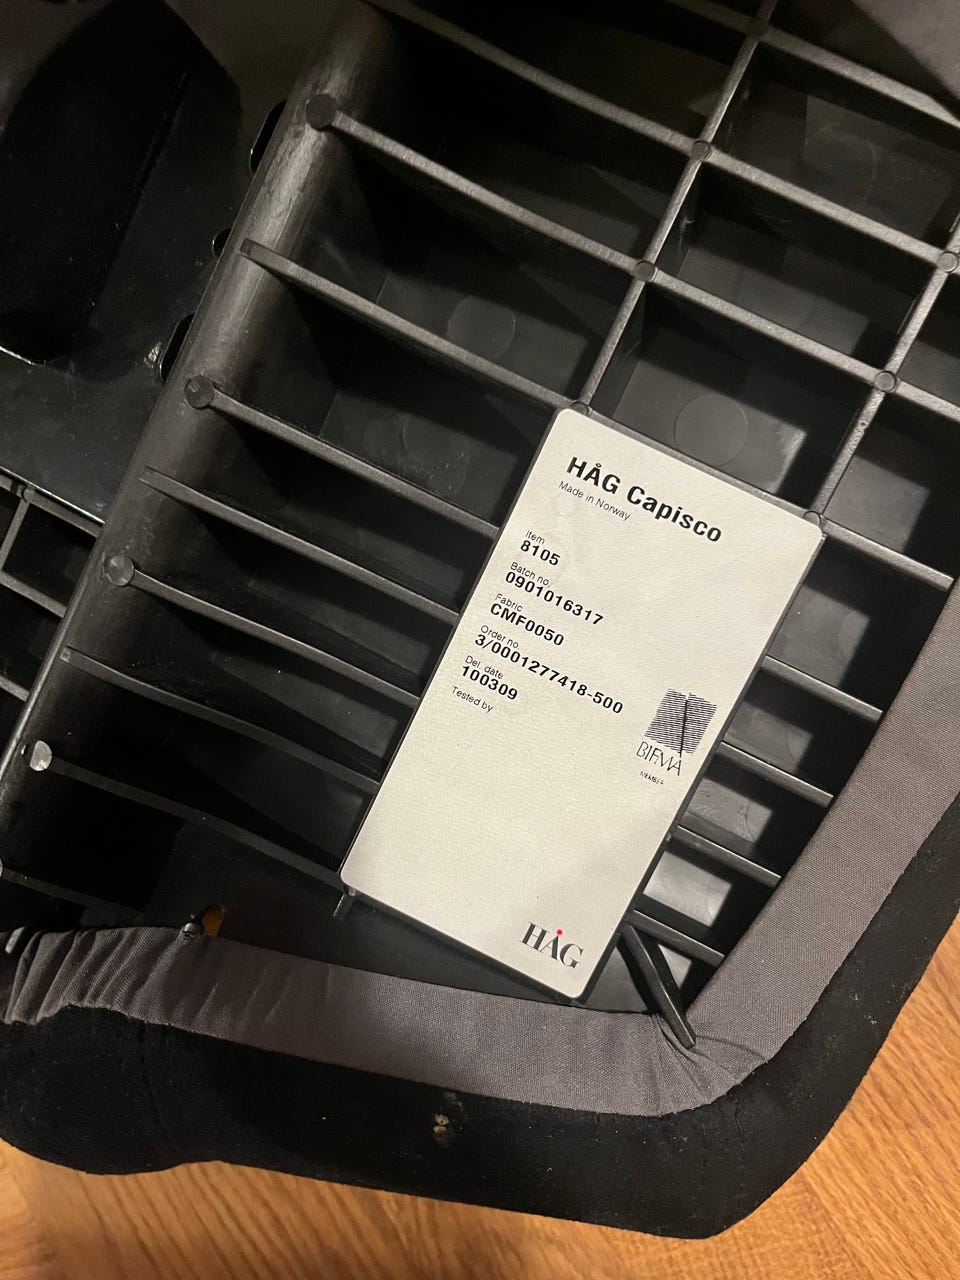 HÅG Capisco
Made in Norway
Item
8105
Batch no.
0901016317
Fabric
CMF0050
Order no.
3/0001277418-500
Del. date
100309
Tested by
BIFMA
MEMBER
HÅG